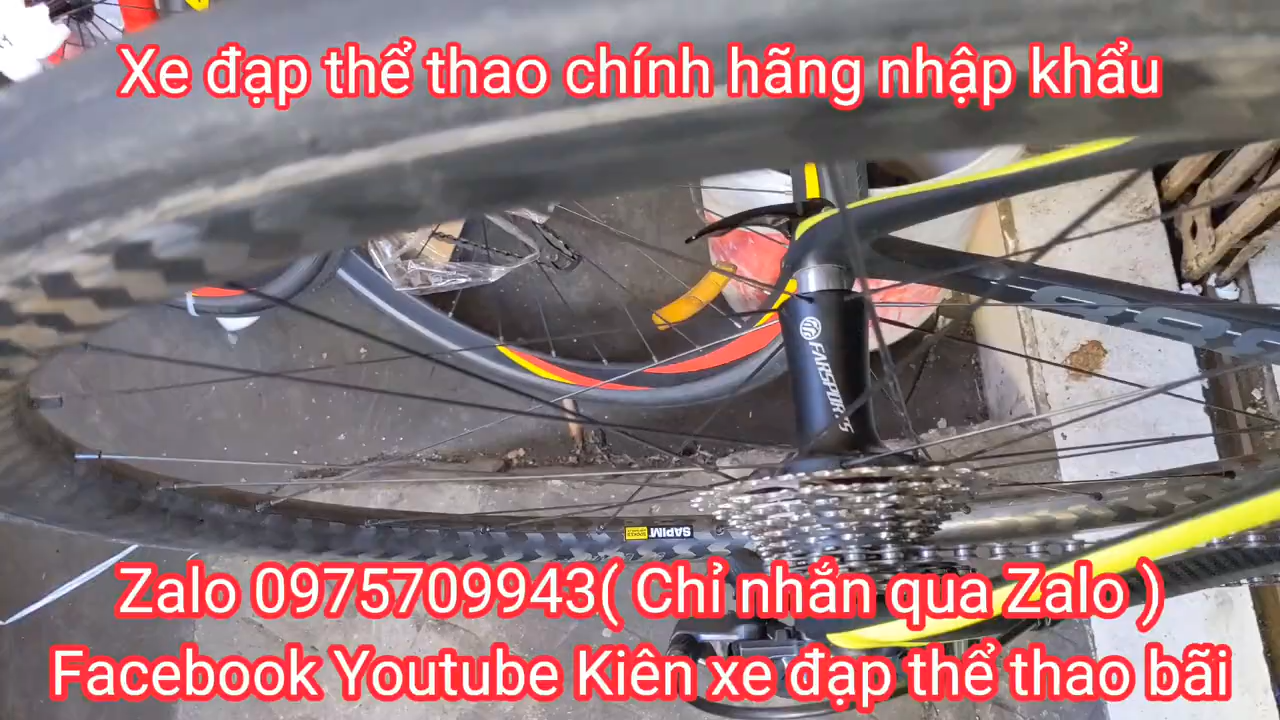 Xe đạp thể thao chính hãng nhập khẩu
FARSPORTS
SAPIM
Zalo 0975709943( Chỉ nhắn qua Zalo )
Facebook Youtube Kiên xe đạp thể thao bãi